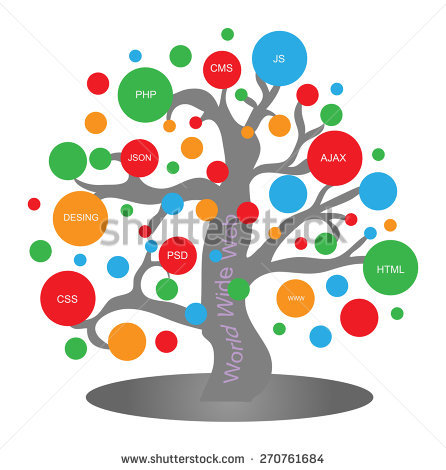 JS
CMS
PHP
JSON
AJAX
DESING
PSD
HTML
CSS
www
World Wide Web
shutterstock
www.shutterstock.com · 270761684